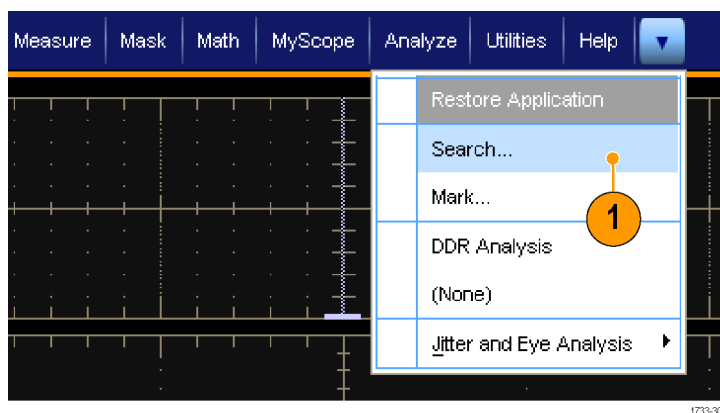 Measure Mask Math MyScope Analyze Utilities Help
Restore Application
Search...
Mark...
1
DDR Analysis
(None)
Jitter and Eye Analysis